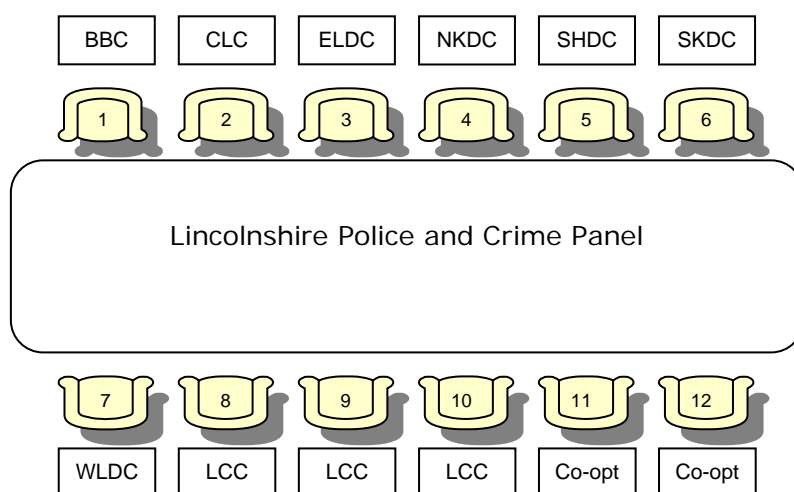 BBC CLC ELDC NKDC SHDC SKDC
1 2 3 4 5 6
Lincolnshire Police and Crime Panel
7 8 9 10 11 12
WLDC LCC LCC LCC Co-opt Co-opt